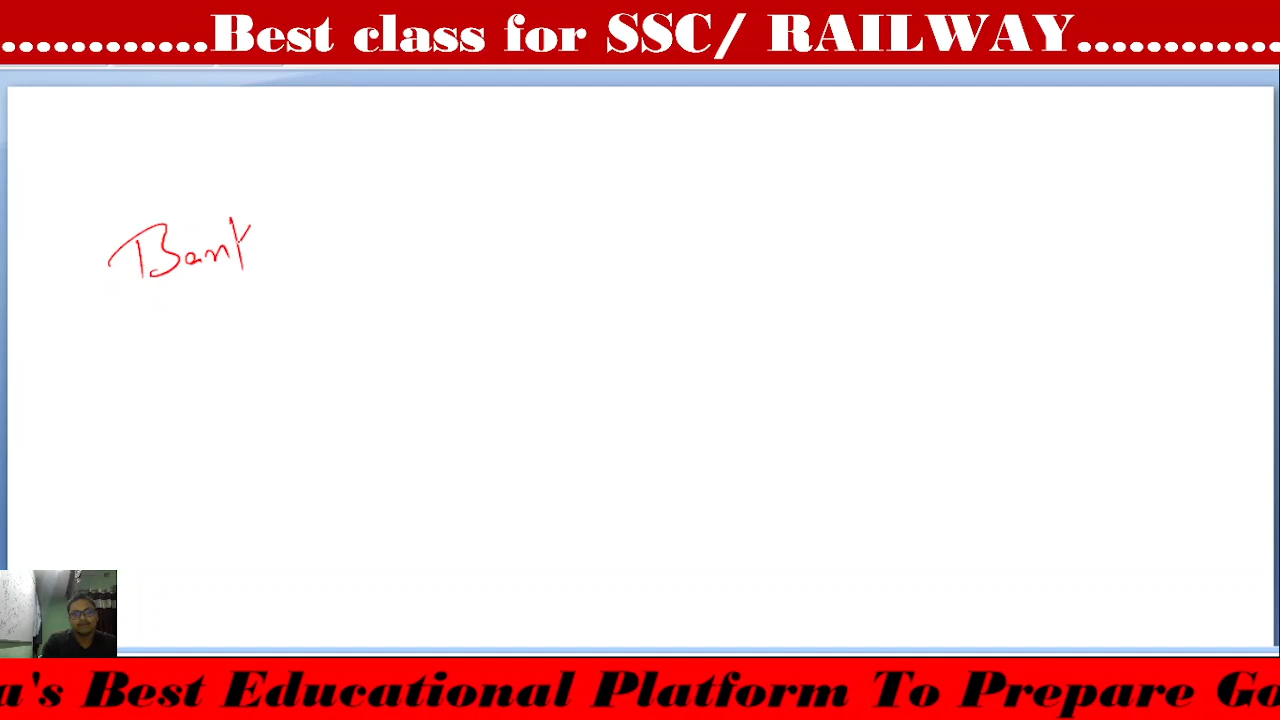 ............Best class for SSC/ RAILWAY............
Bank
a's Best Educational Platform To Prepare Go